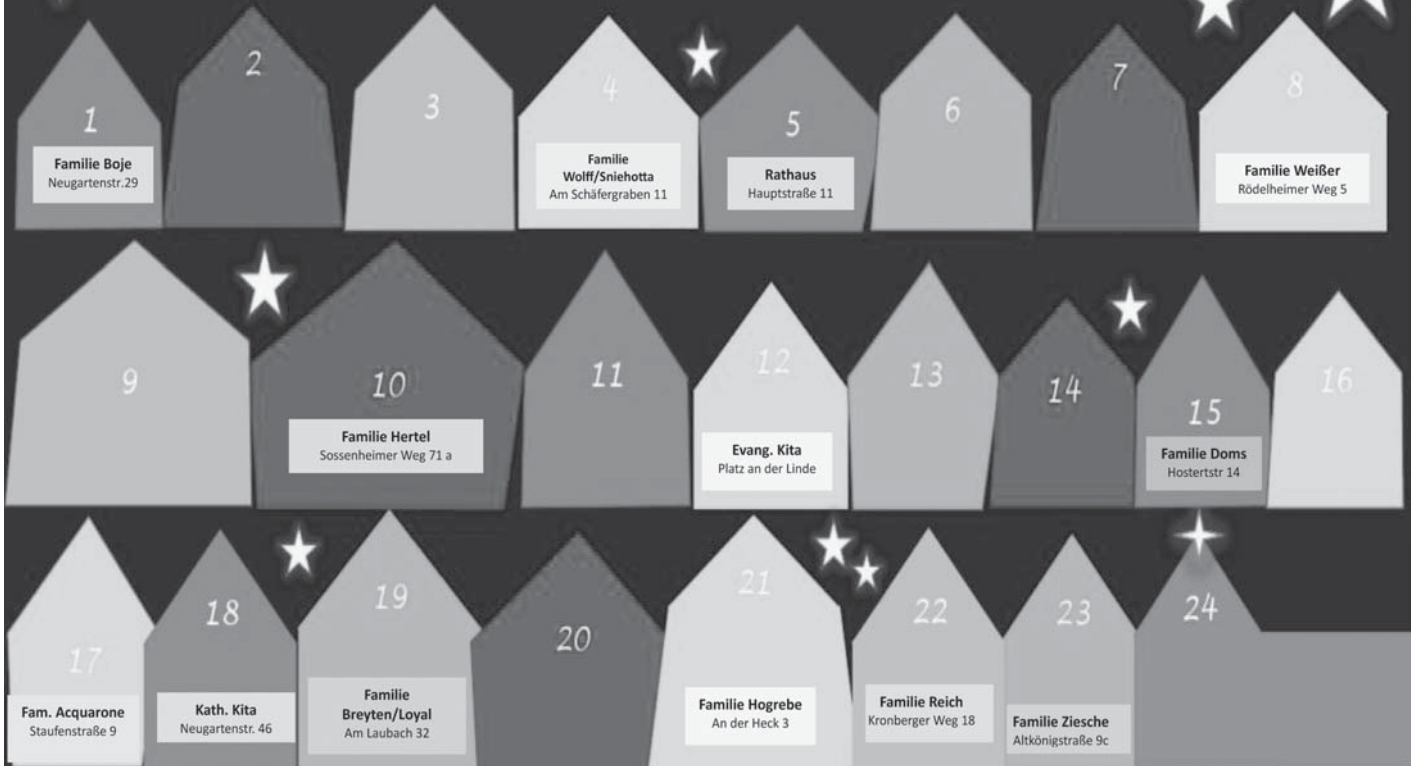 1
Familie Boje
Neugartenstr.29
2
3
4
Familie
Wolff/Sniehotta
Am Schäfergraben 11
5
Rathaus
Hauptstraße 11
6
7
8
Familie Weißer
Rödelheimer Weg 5
9
10
Familie Hertel
Sossenheimer Weg 71 a
11
12
Evang. Kita
Platz an der Linde
13
14
15
Familie Doms
Hostertstr 14
16
17
Fam. Acquarone
Staufenstraße 9
18
Kath. Kita
Neugartenstr. 46
19
Familie
Breyten/Loyal
Am Laubach 32
20
21
Familie Hogrebe
An der Heck 3
22
Familie Reich
Kronberger Weg 18
23
Familie Ziesche
Altkönigstraße 9c
24